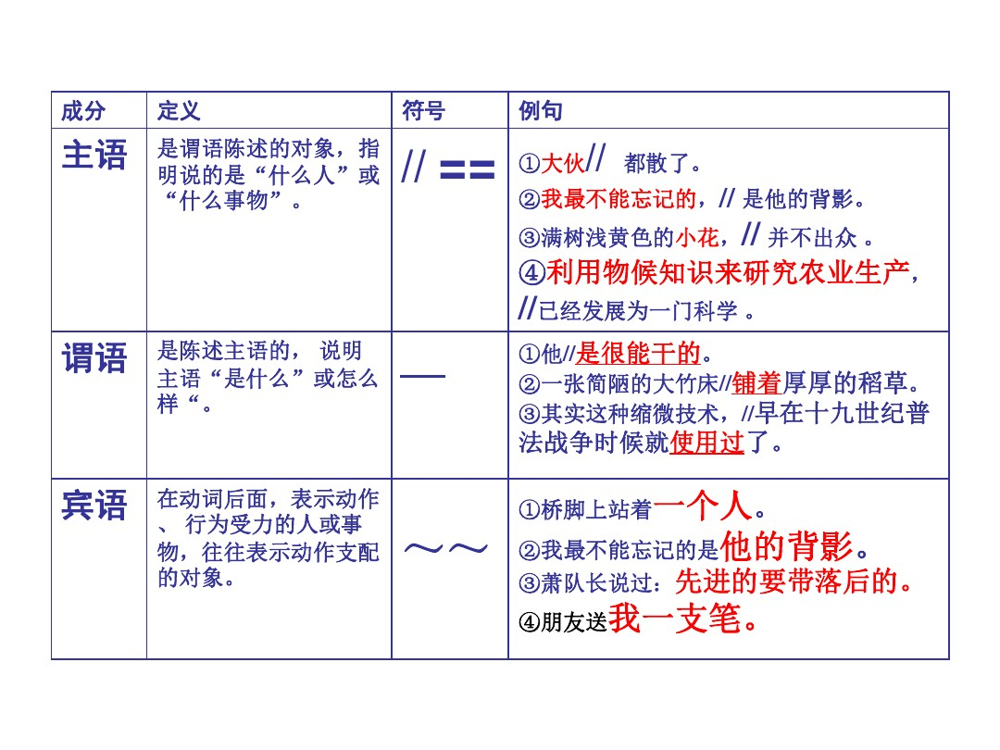 成分 定义 符号 例句
主语
是谓语陈述的对象，指
明说的是“什么人”或
“什么事物”。
// ==
①大伙// 都散了。
②我最不能忘记的，// 是他的背影。
③满树浅黄色的小花，// 并不出众 。
④利用物候知识来研究农业生产，
//已经发展为一门科学 。
谓语
是陈述主语的， 说明
主语“是什么”或怎么
样“。
—
①他//是很能干的。
②一张简陋的大竹床//铺着厚厚的稻草。
③其实这种缩微技术，//早在十九世纪普
法战争时候就使用过了。
宾语
在动词后面，表示动作
、 行为受力的人或事
物，往往表示动作支配
的对象。
～～
①桥脚上站着一个人。
②我最不能忘记的是他的背影。
③萧队长说过：先进的要带落后的。
④朋友送我一支笔。